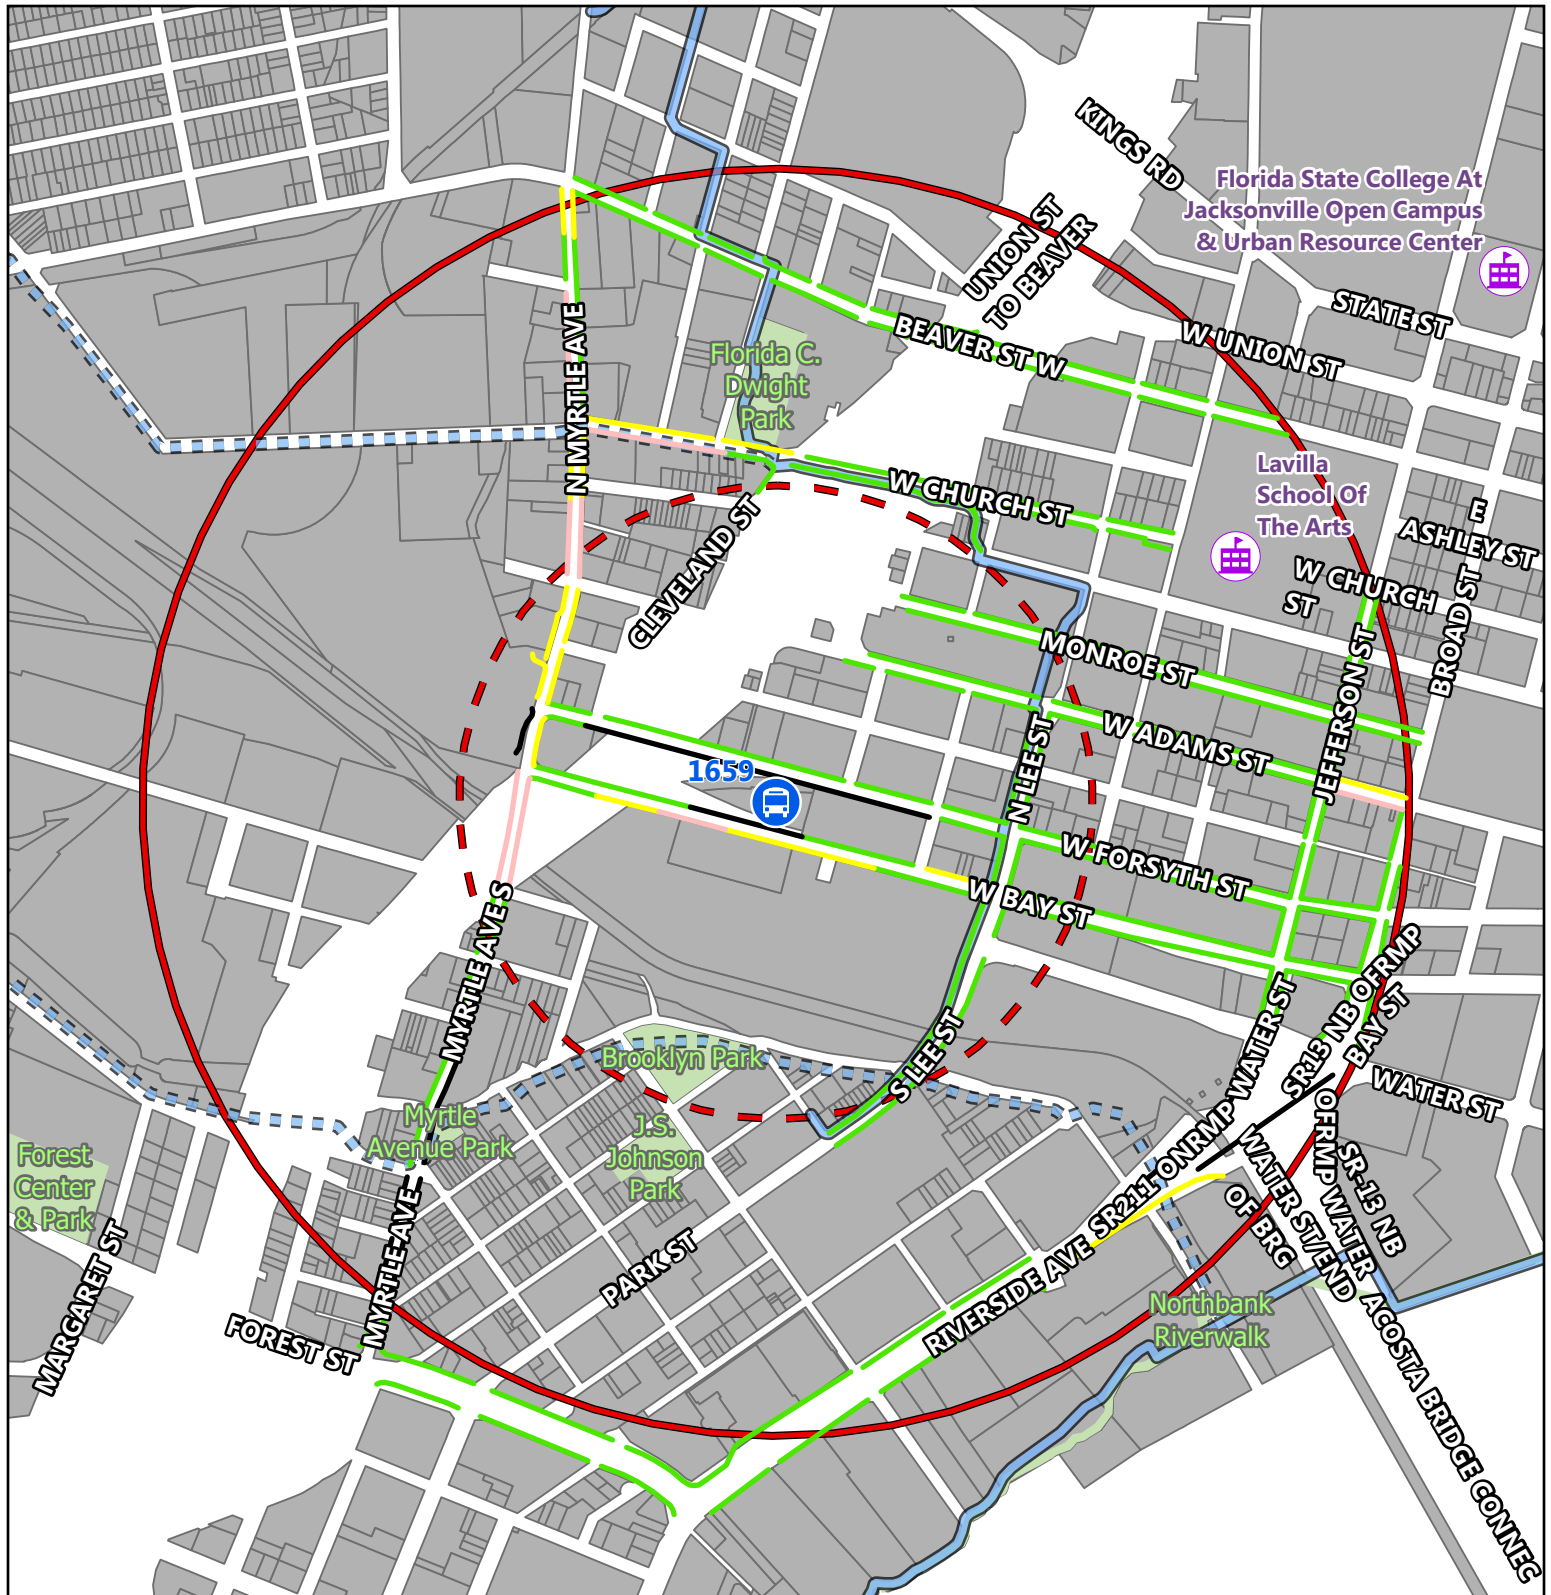 KINGS RD
Florida State College At
Jacksonville Open Campus
& Urban Resource Center
UNION ST
TO BEAVER
STATE ST
W UNION ST
BEAVER ST W
N MYRTLE AVE
Florida C.
Dwight
Park
W CHURCH ST
Lavilla
School Of
The Arts
E
ASHLEY ST
W CHURCH
ST
CLEVELAND ST
BROAD ST
MONROE ST
JEFFERSON ST
W ADAMS ST
N LEE ST
1659
W FORSYTH ST
W BAY ST
MYRTLE AVE S
SR13 NB OFRMP
BAY ST
WATER ST
S LEE ST
Brooklyn Park
WATER ST
Myrtle
Avenue Park
J.S.
Johnson
Park
Forest
Center
& Park
SR211 ONRMP WATER ST
OFRMP WATER
SR-13 NB
WATER ST/END
OF BRG
MYRTLE AVE
MARGARET ST
PARK ST
RIVERSIDE AVE
FOREST ST
Northbank
Riverwalk
ACOSTA BRIDGE CONNEC